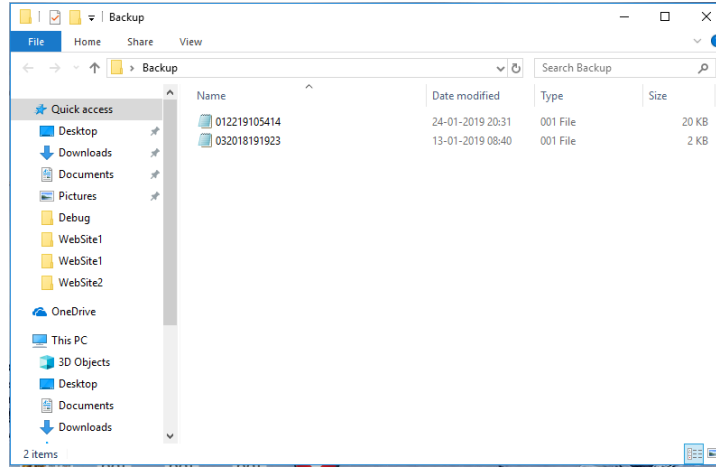 Backup
File Home Share View
Backup Search Backup
Name Date modified Type Size
Quick access
Desktop
Downloads
Documents
Pictures
Debug
WebSite1
WebSite1
WebSite2
OneDrive
This PC
3D Objects
Desktop
Documents
Downloads
012219105414 24-01-2019 20:31 001 File 20 KB
032018191923 13-01-2019 08:40 001 File 2 KB
2 items